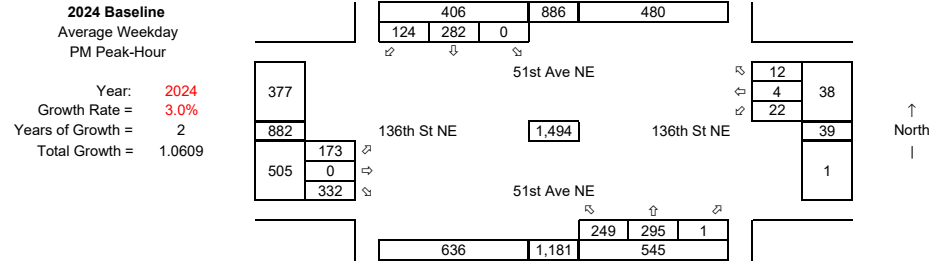 2024 Baseline
Average Weekday
PM Peak-Hour
Year: 2024
Growth Rate = 3.0%
Years of Growth = 2
Total Growth = 1.0609
406 886 480
124 282 0
⬃ ⇩ ⬂
51st Ave NE
377
882
505
136th St NE
1,494
136th St NE
173 ⬀
0 ⇨
332 ⬂
⬁ 12
⇦ 4
⬃ 22
38
39
1
↑
North
|
51st Ave NE
⬁ ⇧ ⬀
249 295 1
636 1,181 545